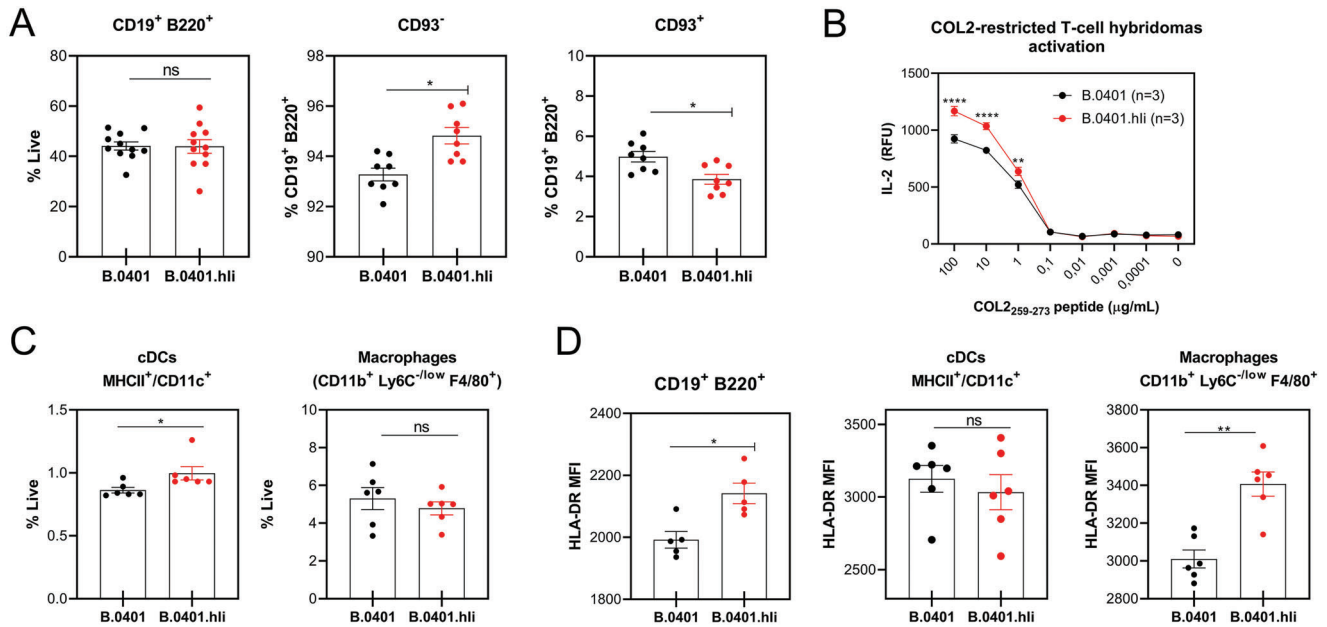 A
CD19+ B220+
% Live
80
60
40
20
0
ns
B.0401 B.0401.hli
CD93-
% CD19+ B220+
98
96
94
92
90
*
B.0401 B.0401.hli
CD93+
% CD19+ B220+
10
8
6
4
2
0
*
B.0401 B.0401.hli
B
COL2-restricted T-cell hybridomas
activation
IL-2 (RFU)
1500
1000
500
0
B.0401 (n=3)
B.0401.hli (n=3)
****
****
**
100 10 1 0,1 0,01 0,001 0,0001 0
COL2259-273 peptide (μg/mL)
C
cDCs
MHCII+/CD11c+
% Live
1.5
1.0
0.5
0.0
*
B.0401 B.0401.hli
Macrophages
(CD11b+ Ly6C-/low F4/80+)
% Live
10
8
6
4
2
0
ns
B.0401 B.0401.hli
D
CD19+ B220+
HLA-DR MFI
2400
2200
2000
1800
*
B.0401 B.0401.hli
cDCs
MHCII+/CD11c+
HLA-DR MFI
3500
3000
2500
ns
B.0401 B.0401.hli
Macrophages
CD11b+ Ly6C-/low F4/80+
HLA-DR MFI
3800
3600
3400
3200
3000
2800
**
B.0401 B.0401.hli